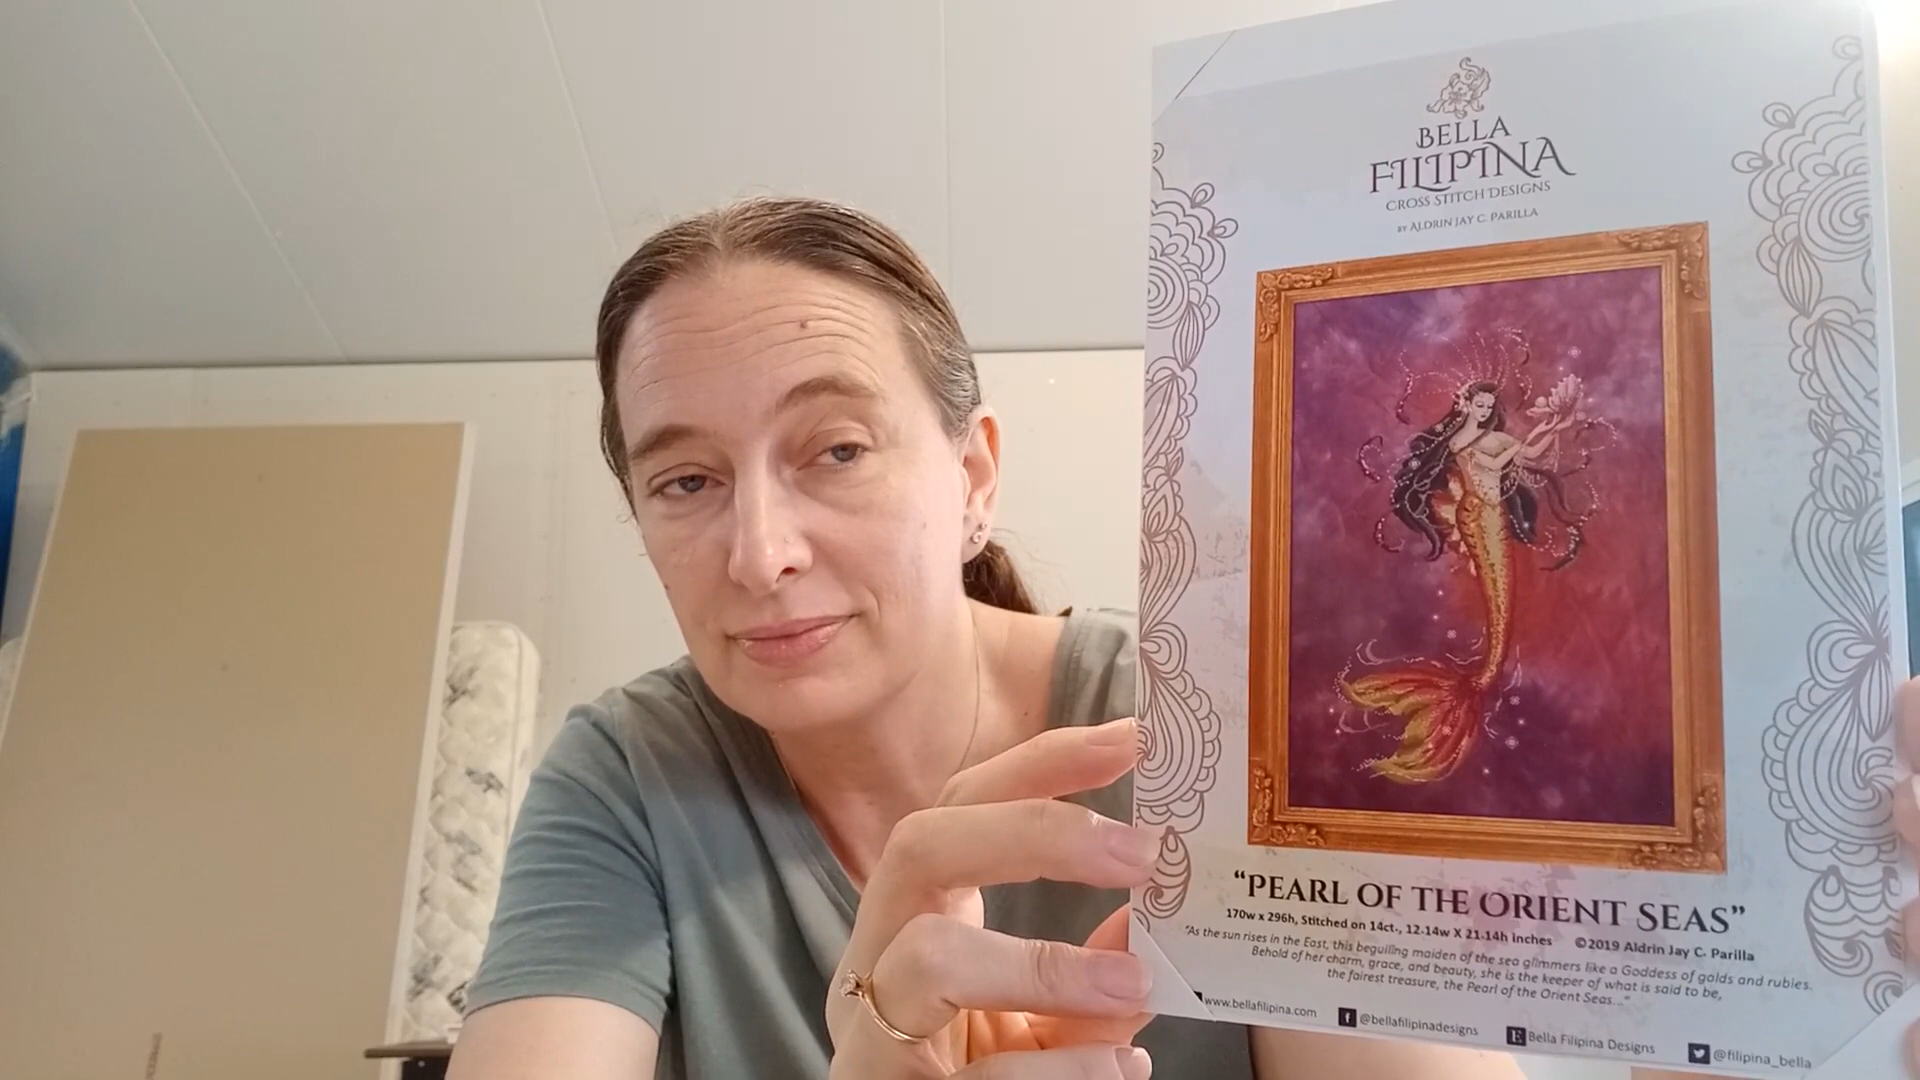 BELLA
FILIPINA
CROSS STITCH DESIGNS
BY ALDRIN JAY C. PARILLA
“PEARL OF THE ORIENT SEAS”
170w x 296h, Stitched on 14ct., 12.14w X 21.14h inches ©2019 Aldrin Jay C. Parilla
"As the sun rises in the East, this beguiling maiden of the sea glimmers like a Goddess of golds and rubies.
Behold of her charm, grace, and beauty, she is the keeper of what is said to be,
the fairest treasure, the Pearl of the Orient Seas..."
www.bellafilipina.com f @bellafilipinadesigns E Bella Filipina Designs @filipina_bella